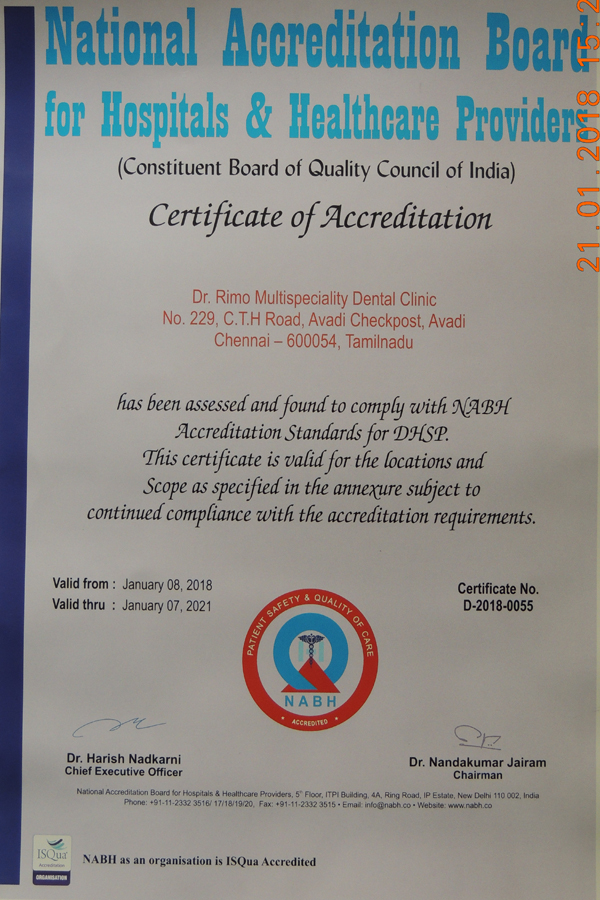 National Accreditation Board
for Hospitals & Healthcare Providers
(Constituent Board of Quality Council of India)
Certificate of Accreditation
Dr. Rimo Multispeciality Dental Clinic
No. 229, C.T.H Road, Avadi Checkpost, Avadi
Chennai – 600054, Tamilnadu
has been assessed and found to comply with NABH
Accreditation Standards for DHSP.
This certificate is valid for the locations and
Scope as specified in the annexure subject to
continued compliance with the accreditation requirements.
Valid from : January 08, 2018
Valid thru : January 07, 2021
Certificate No.
D-2018-0055
PATIENT SAFETY & QUALITY OF CARE
NABH
ACCREDITED
Dr. Harish Nadkarni
Chief Executive Officer
Dr. Nandakumar Jairam
Chairman
National Accreditation Board for Hospitals & Healthcare Providers, 5" Floor, ITPI Building, 4A, Ring Road, IP Estate, New Delhi 110 002, India
Phone: +91-11-2332 3516/ 17/18/19/20, Fax: +91-11-2332 3515 • Email: info@nabh.co • Website: www.nabh.co
ISQua
Accreditation
ORGANISATION
NABH as an organisation is ISQua Accredited
21.01.2018 15:2